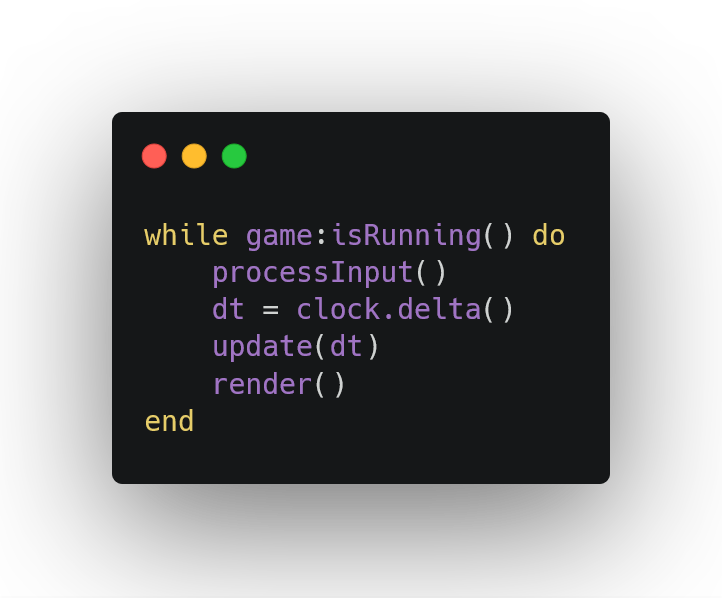 while game:isRunning() do
    processInput()
    dt = clock.delta()
    update(dt)
    render()
end